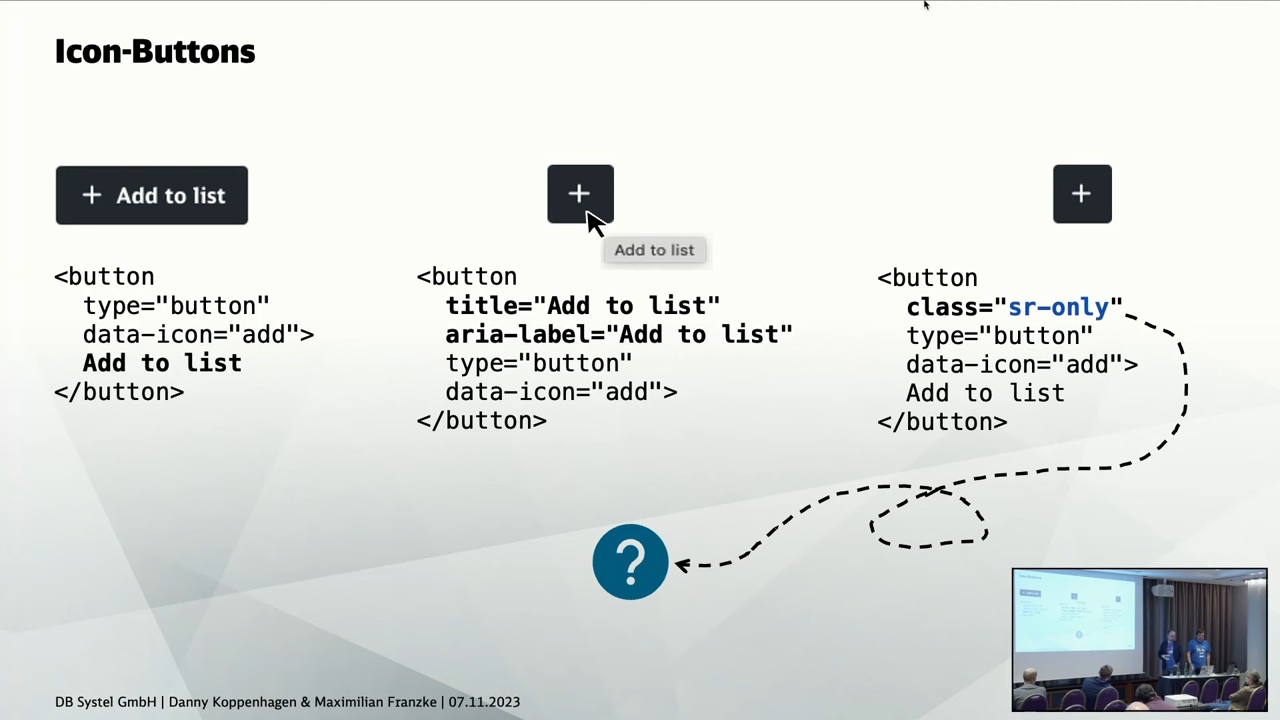 Icon-Buttons
+ Add to list
+
Add to list
+
<button
type="button"
data-icon="add">
Add to list
</button>
<button
title="Add to list"
aria-label="Add to list"
type="button"
data-icon="add">
</button>
<button
class="sr-only"
type="button"
data-icon="add">
Add to list
</button>
?
DB Systel GmbH | Danny Koppenhagen & Maximilian Franzke | 07.11.2023
Icon-Buttons